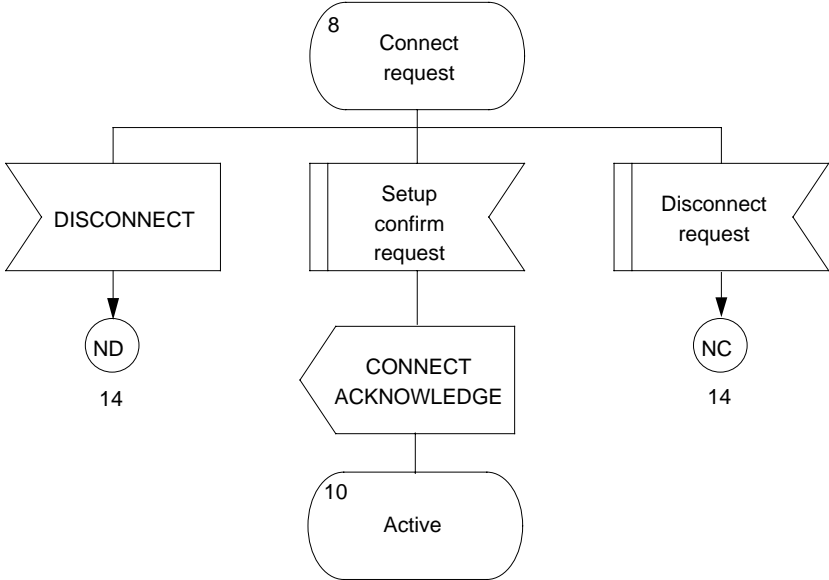 8
Connect
request
DISCONNECT
Setup
confirm
request
Disconnect
request
ND
14
NC
14
CONNECT
ACKNOWLEDGE
10
Active